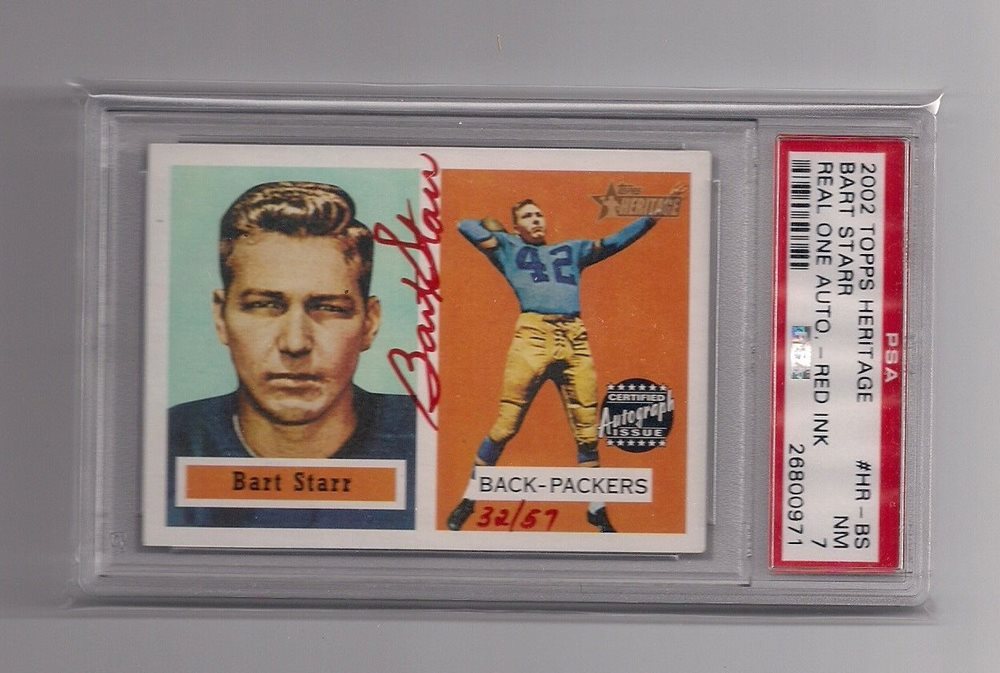 Bart Starr
Bart Starr
Topps
HERITAGE
42
CERTIFIED
Autograph
ISSUE
BACK-PACKERS
32/57
PSA
2002 TOPPS HERITAGE #HR-BS
BART STARR NM
REAL ONE AUTO.-RED INK 7
26800971